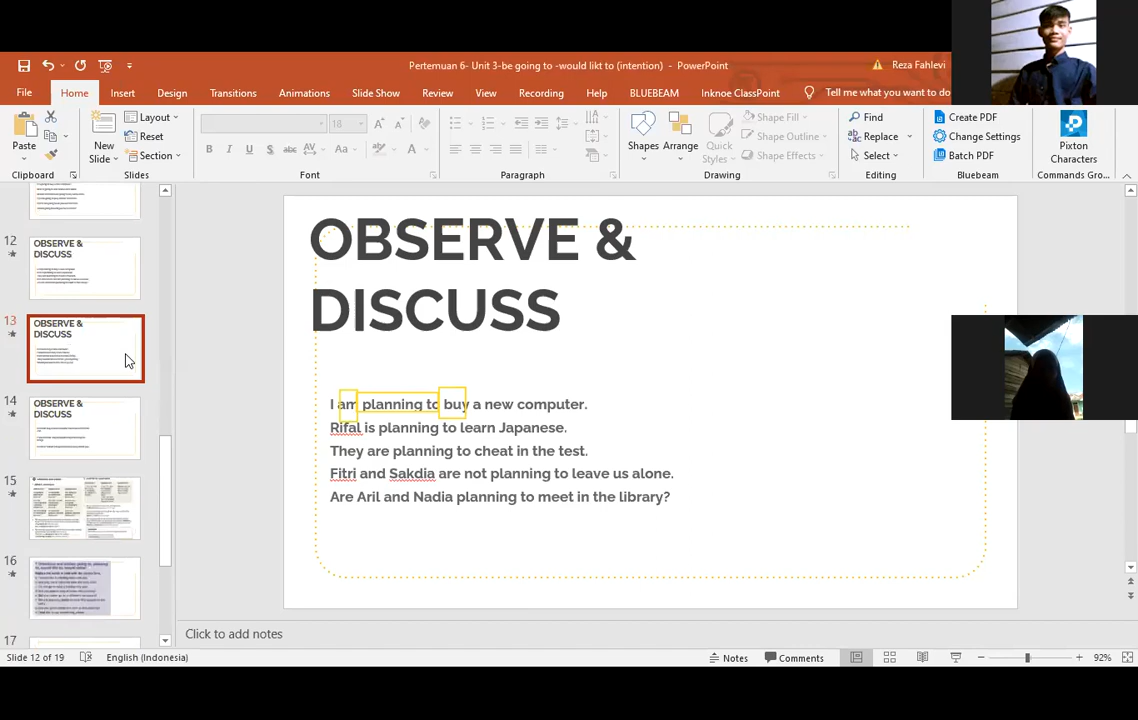 Pertemuan 6- Unit 3-be going to -would likt to (intention) - PowerPoint
Reza Fahlevi
File
Home
Insert
Design
Transitions
Animations
Slide Show
Review
View
Recording
Help
BLUEBEAM
Inknoe ClassPoint
Tell me what you want to do
Paste
New
Slide
Layout
Reset
Section
18
B I U S abc AV Aa A
Shapes
Arrange
Quick
Styles
Shape Fill
Shape Outline
Shape Effects
Find
Replace
Select
Create PDF
Change Settings
Batch PDF
Pixton
Characters
Clipboard
Slides
Font
Paragraph
Drawing
Editing
Bluebeam
Commands Gro...
12
OBSERVE &
DISCUSS
13
OBSERVE &
DISCUSS
14
OBSERVE &
DISCUSS
15
16
17
OBSERVE &
DISCUSS
I am planning to buy a new computer.
Rifal is planning to learn Japanese.
They are planning to cheat in the test.
Fitri and Sakdia are not planning to leave us alone.
Are Aril and Nadia planning to meet in the library?
Click to add notes
Slide 12 of 19
English (Indonesia)
Notes
Comments
92%